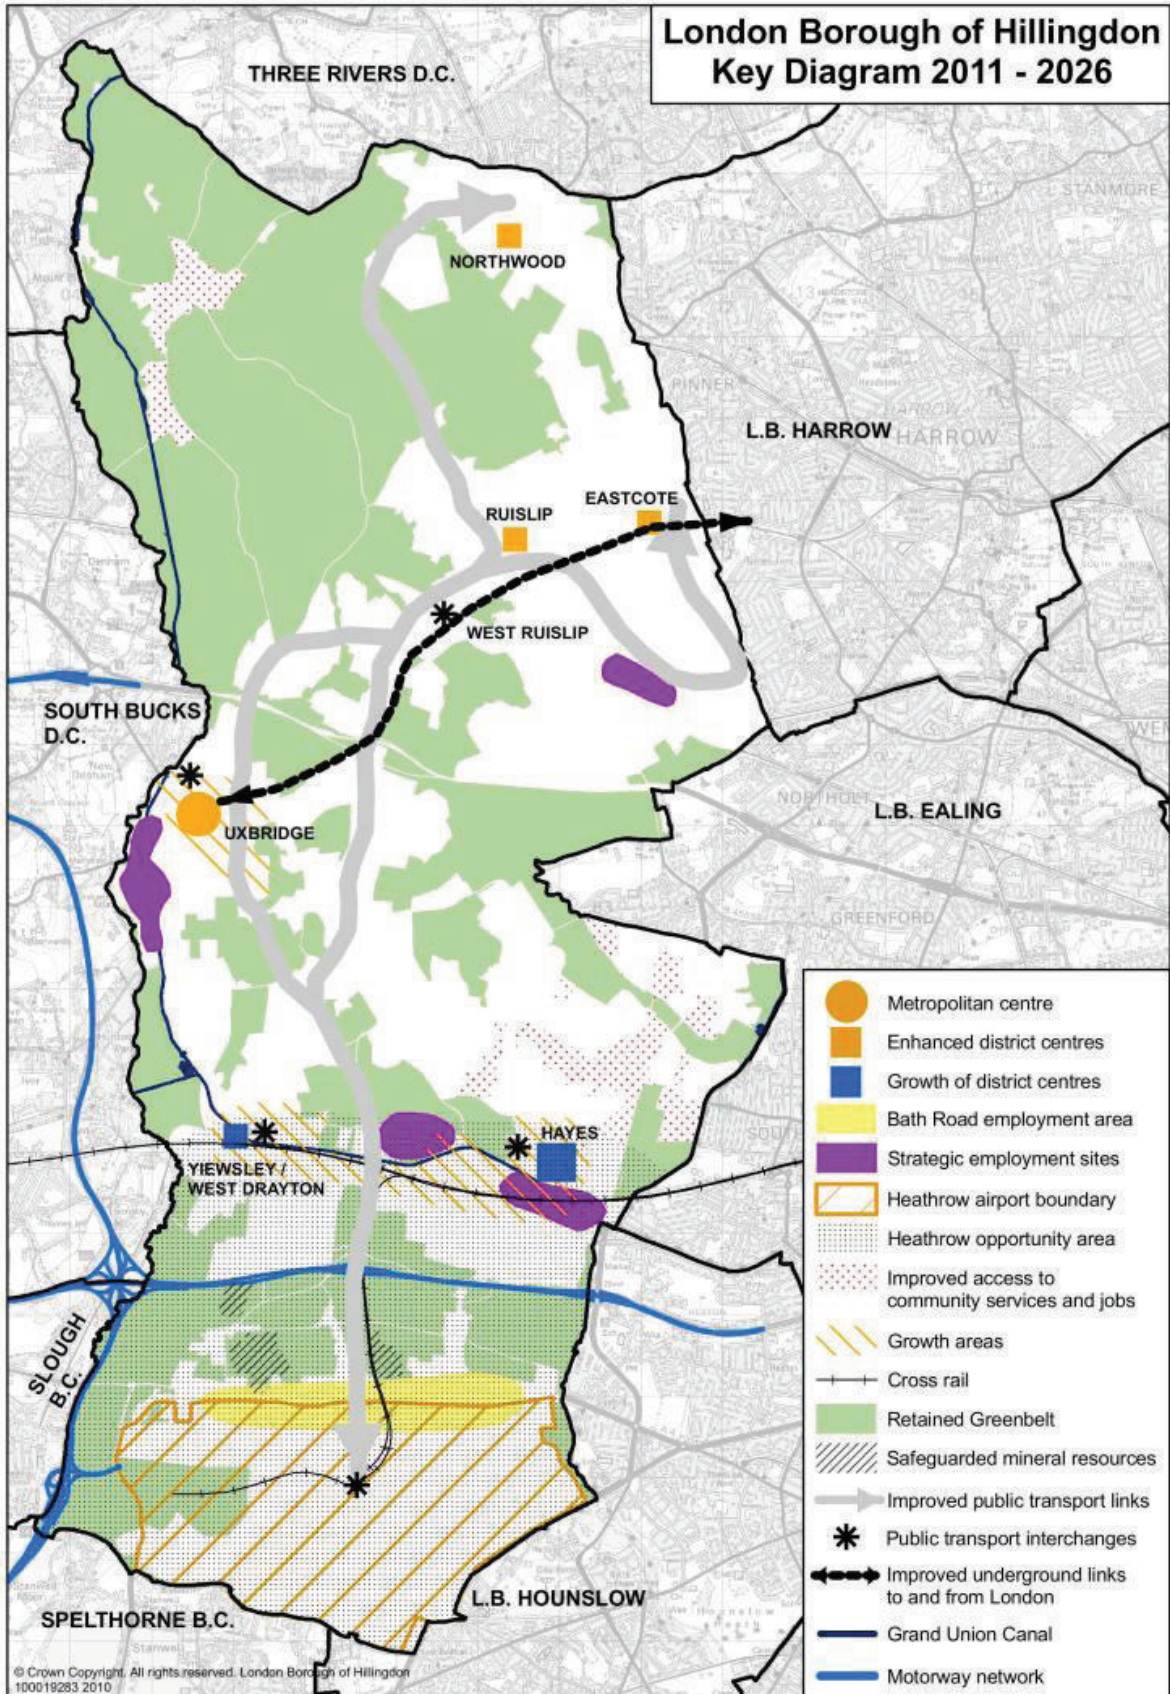 London Borough of Hillingdon
Key Diagram 2011 - 2026
THREE RIVERS D.C.
STANMORE
NORTHWOOD
PINNER
L.B. HARROW
HARROW
EASTCOTE
RUISLIP
WEST RUISLIP
SOUTH BUCKS
D.C.
NORTHOLT
L.B. EALING
UXBRIDGE
GREENFORD
HAYES
YIEWSLEY /
WEST DRAYTON
SLOUGH
B.C.
L.B. HOUNSLOW
SPELTHORNE B.C.
Stanwell
Metropolitan centre
Enhanced district centres
Growth of district centres
Bath Road employment area
Strategic employment sites
Heathrow airport boundary
Heathrow opportunity area
Improved access to
community services and jobs
Growth areas
Cross rail
Retained Greenbelt
Safeguarded mineral resources
Improved public transport links
Public transport interchanges
Improved underground links
to and from London
Grand Union Canal
Motorway network
© Crown Copyright. All rights reserved. London Borough of Hillingdon
100019283 2010